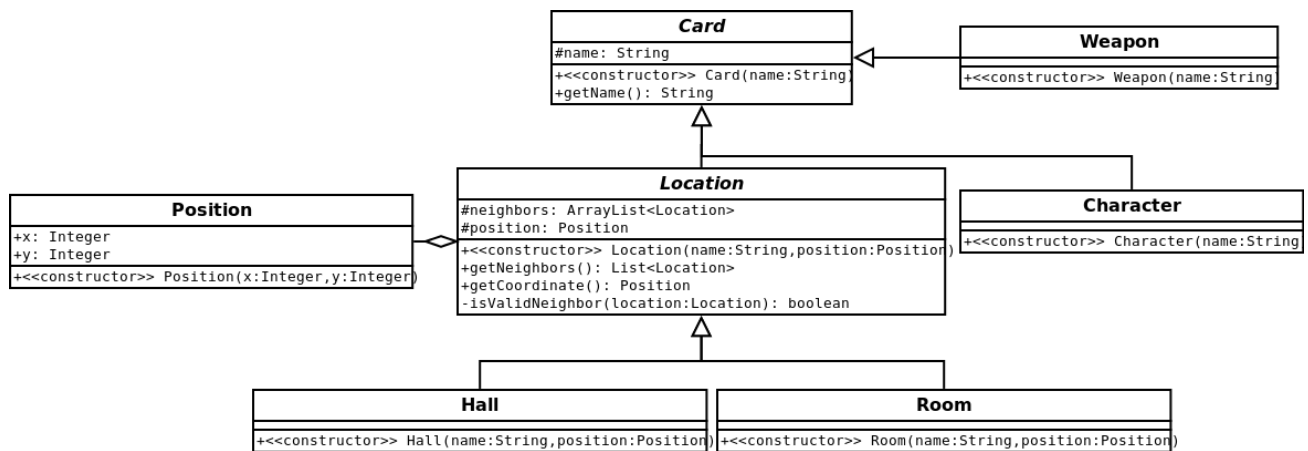 Card
#name: String
+<<constructor>> Card(name:String)
+getName(): String
Weapon
+<<constructor>> Weapon(name:String)
Position
+x: Integer
+y: Integer
+<<constructor>> Position(x:Integer,y:Integer)
Location
#neighbors: ArrayList<Location>
#position: Position
+<<constructor>> Location(name:String,position:Position)
+getNeighbors(): List<Location>
+getCoordinate(): Position
-isValidNeighbor(location:Location): boolean
Character
+<<constructor>> Character(name:String
Hall
+<<constructor>> Hall(name:String,position:Position)
Room
+<<constructor>> Room(name:String,position:Position)